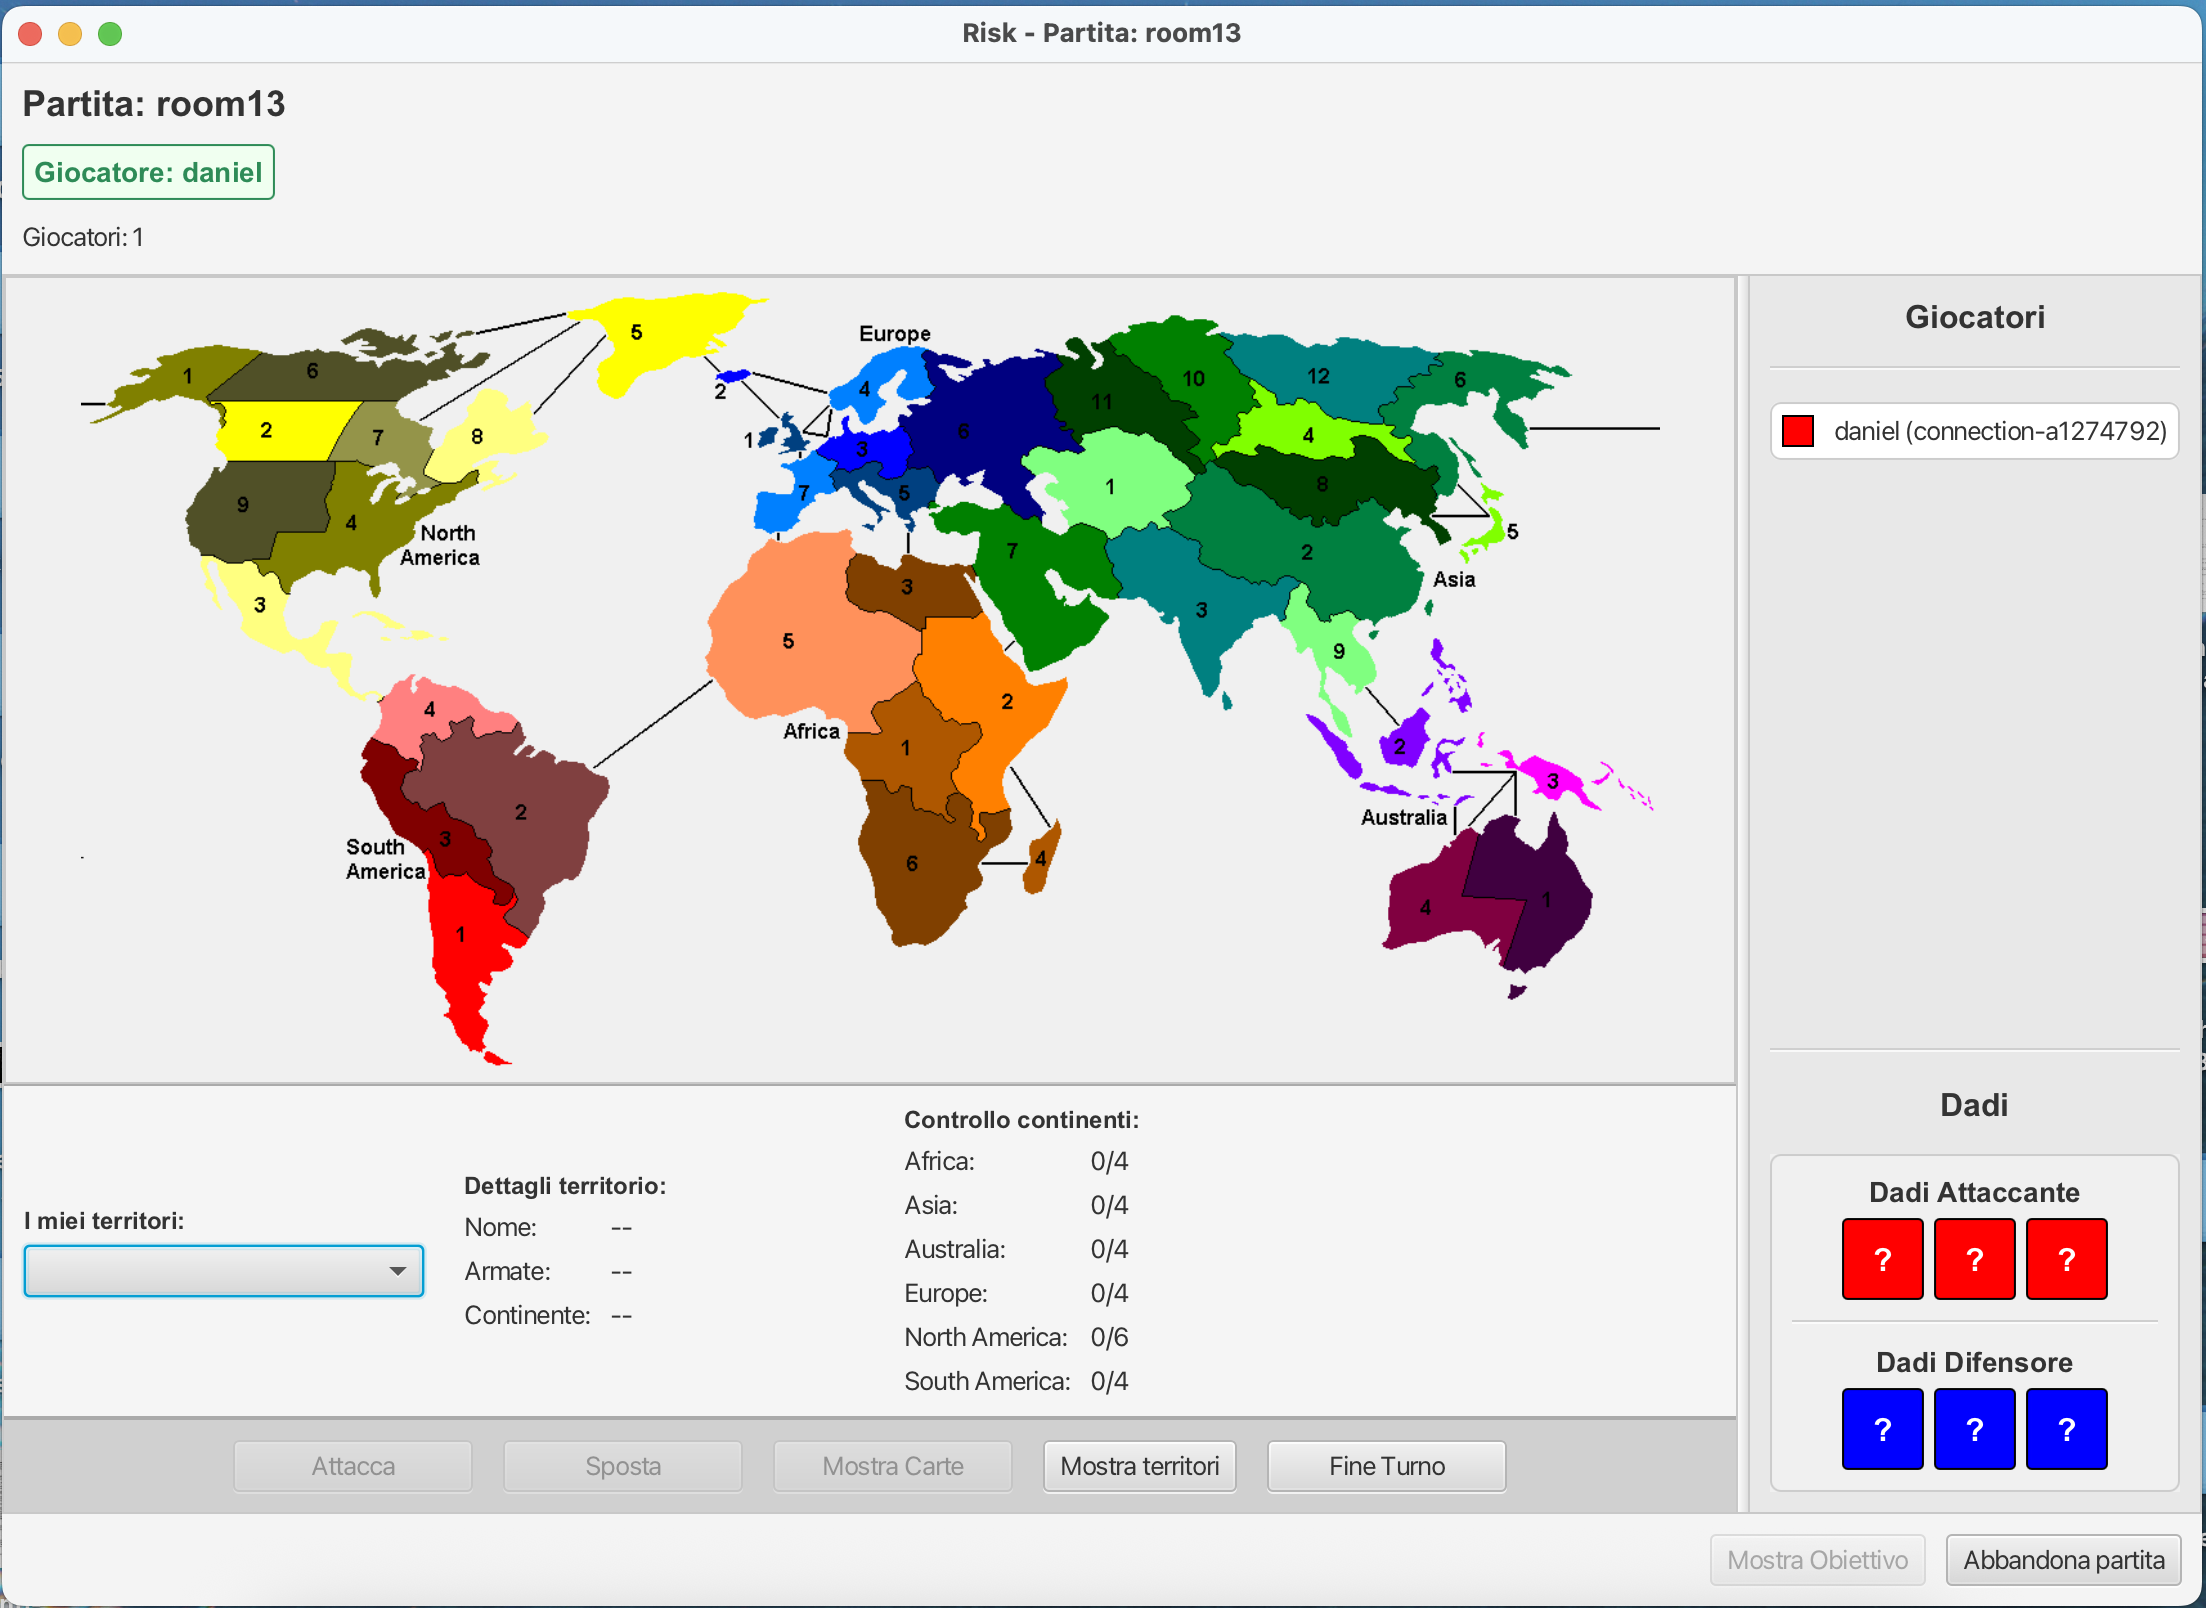 Risk - Partita: room13
Partita: room13
Giocatore: daniel
Giocatori: 1
Europe
5
1
6
2
7
8
9
4
North
America
3
2
4
1
3
6
7
5
11
10
12
6
4
1
8
5
7
2
Asia
3
9
3
5
2
Africa
1
6
4
4
2
3
South
America
1
2
3
Australia
4
1
Giocatori
daniel (connection-a1274792)
I miei territori:
Dettagli territorio:
Nome: --
Armate: --
Continente: --
Controllo continenti:
Africa: 0/4
Asia: 0/4
Australia: 0/4
Europe: 0/4
North America: 0/6
South America: 0/4
Dadi
Dadi Attaccante
? ? ?
Dadi Difensore
? ? ?
Attacca Sposta Mostra Carte Mostra territori Fine Turno
Mostra Obiettivo Abbandona partita